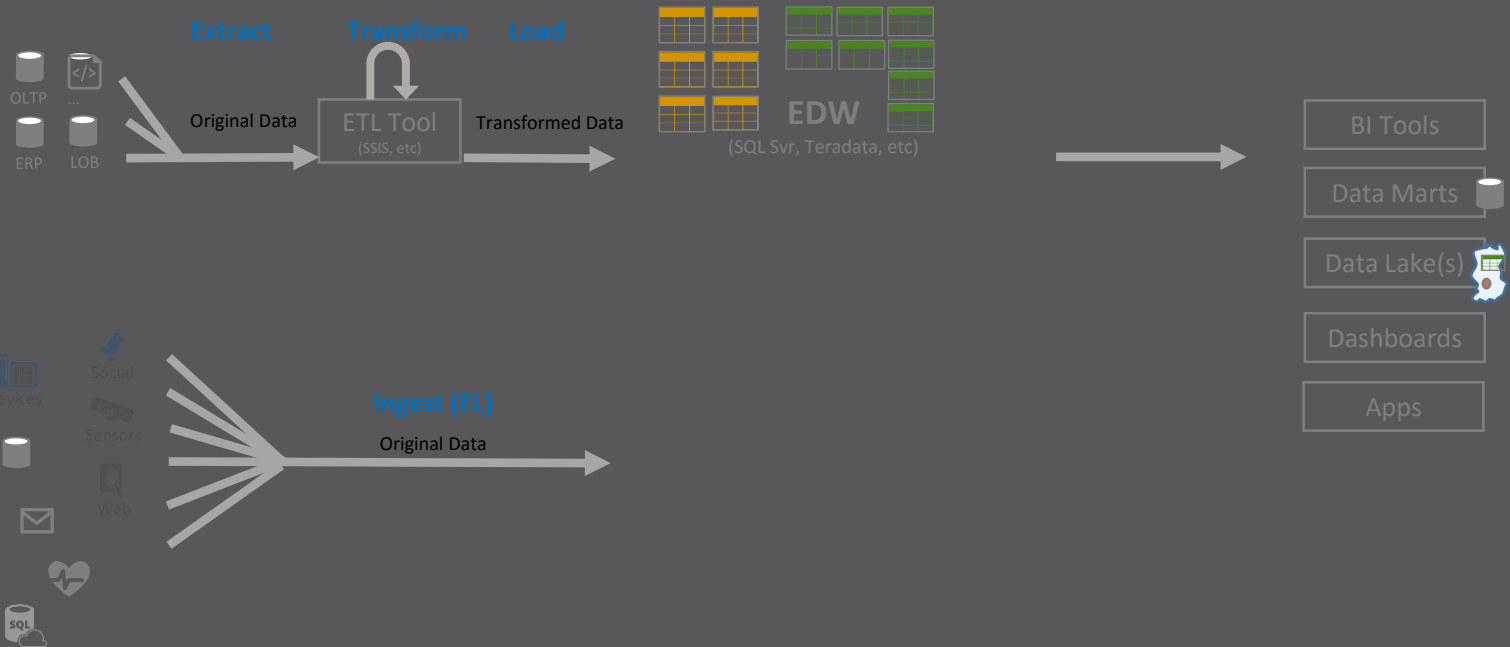 Extract
Transform
Load
OLTP
...
</>
ERP
LOB
Original Data
ETL Tool
(SSIS, etc)
Transformed Data
EDW
(SQL Svr, Teradata, etc)
BI Tools
Data Marts
Data Lake(s)
Dashboards
Apps
Social
evices
Sensors
Web
SQL
Ingest (EL)
Original Data